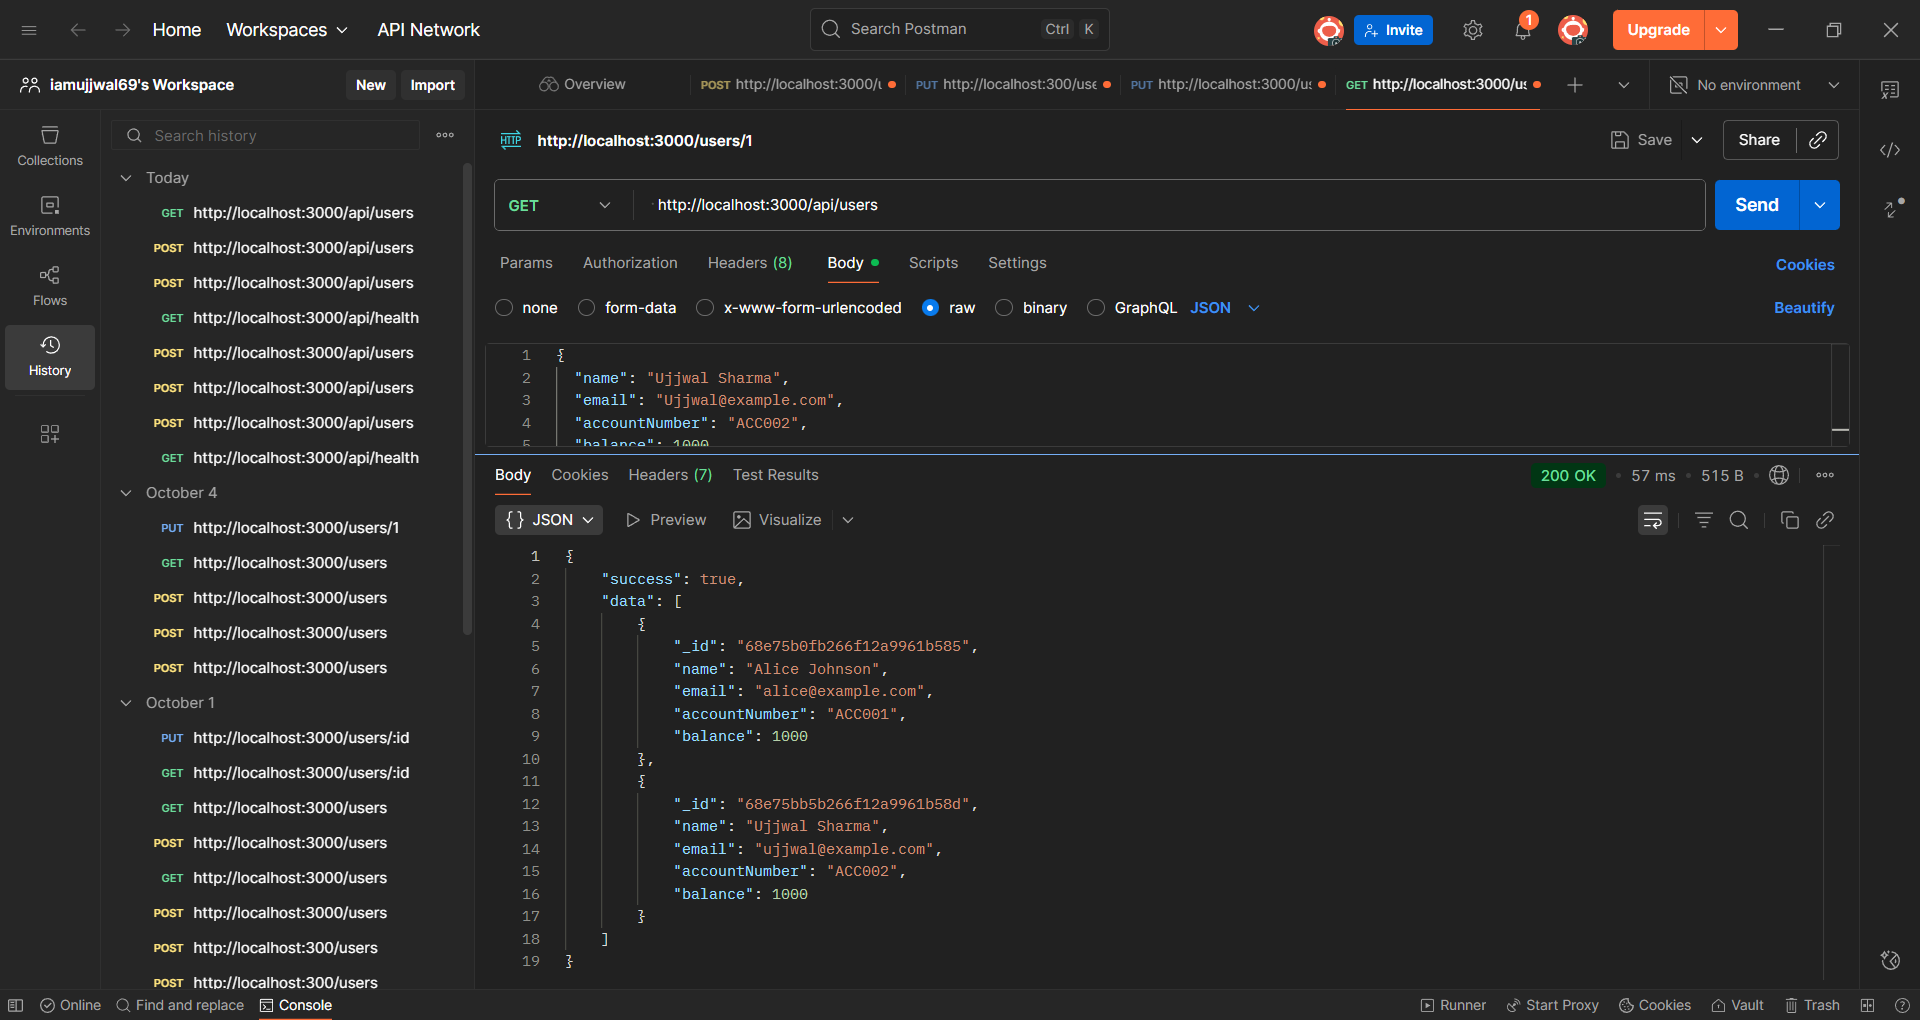 Home Workspaces API Network Search Postman Ctrl K Invite 1 Upgrade
iamujjwal69's Workspace New Import
Overview POST http://localhost:3000/u PUT http://localhost:300/use PUT http://localhost:3000/us GET http://localhost:3000/us No environment
Collections
Environments
Flows
History
Search history
Today
GET http://localhost:3000/api/users
POST http://localhost:3000/api/users
POST http://localhost:3000/api/users
GET http://localhost:3000/api/health
POST http://localhost:3000/api/users
POST http://localhost:3000/api/users
POST http://localhost:3000/api/users
GET http://localhost:3000/api/health
October 4
PUT http://localhost:3000/users/1
GET http://localhost:3000/users
POST http://localhost:3000/users
POST http://localhost:3000/users
POST http://localhost:3000/users
October 1
PUT http://localhost:3000/users/:id
GET http://localhost:3000/users/:id
GET http://localhost:3000/users
POST http://localhost:3000/users
GET http://localhost:3000/users
POST http://localhost:3000/users
POST http://localhost:300/users
POST http://localhost:300/users
HTTP http://localhost:3000/users/1 Save Share
GET http://localhost:3000/api/users Send
Params Authorization Headers (8) Body Scripts Settings Cookies
none form-data x-www-form-urlencoded raw binary GraphQL JSON Beautify
1 {
2 "name": "Ujjwal Sharma",
3 "email": "Ujjwal@example.com",
4 "accountNumber": "ACC002",
5 "balance": 1000
Body Cookies Headers (7) Test Results 200 OK • 57 ms • 515 B •
{} JSON Preview Visualize
1 {
2 "success": true,
3 "data": [
4 {
5 "_id": "68e75b0fb266f12a9961b585",
6 "name": "Alice Johnson",
7 "email": "alice@example.com",
8 "accountNumber": "ACC001",
9 "balance": 1000
10 },
11 {
12 "_id": "68e75bb5b266f12a9961b58d",
13 "name": "Ujjwal Sharma",
14 "email": "ujjwal@example.com",
15 "accountNumber": "ACC002",
16 "balance": 1000
17 }
18 ]
19 }
Online Find and replace Console Runner Start Proxy Cookies Vault Trash